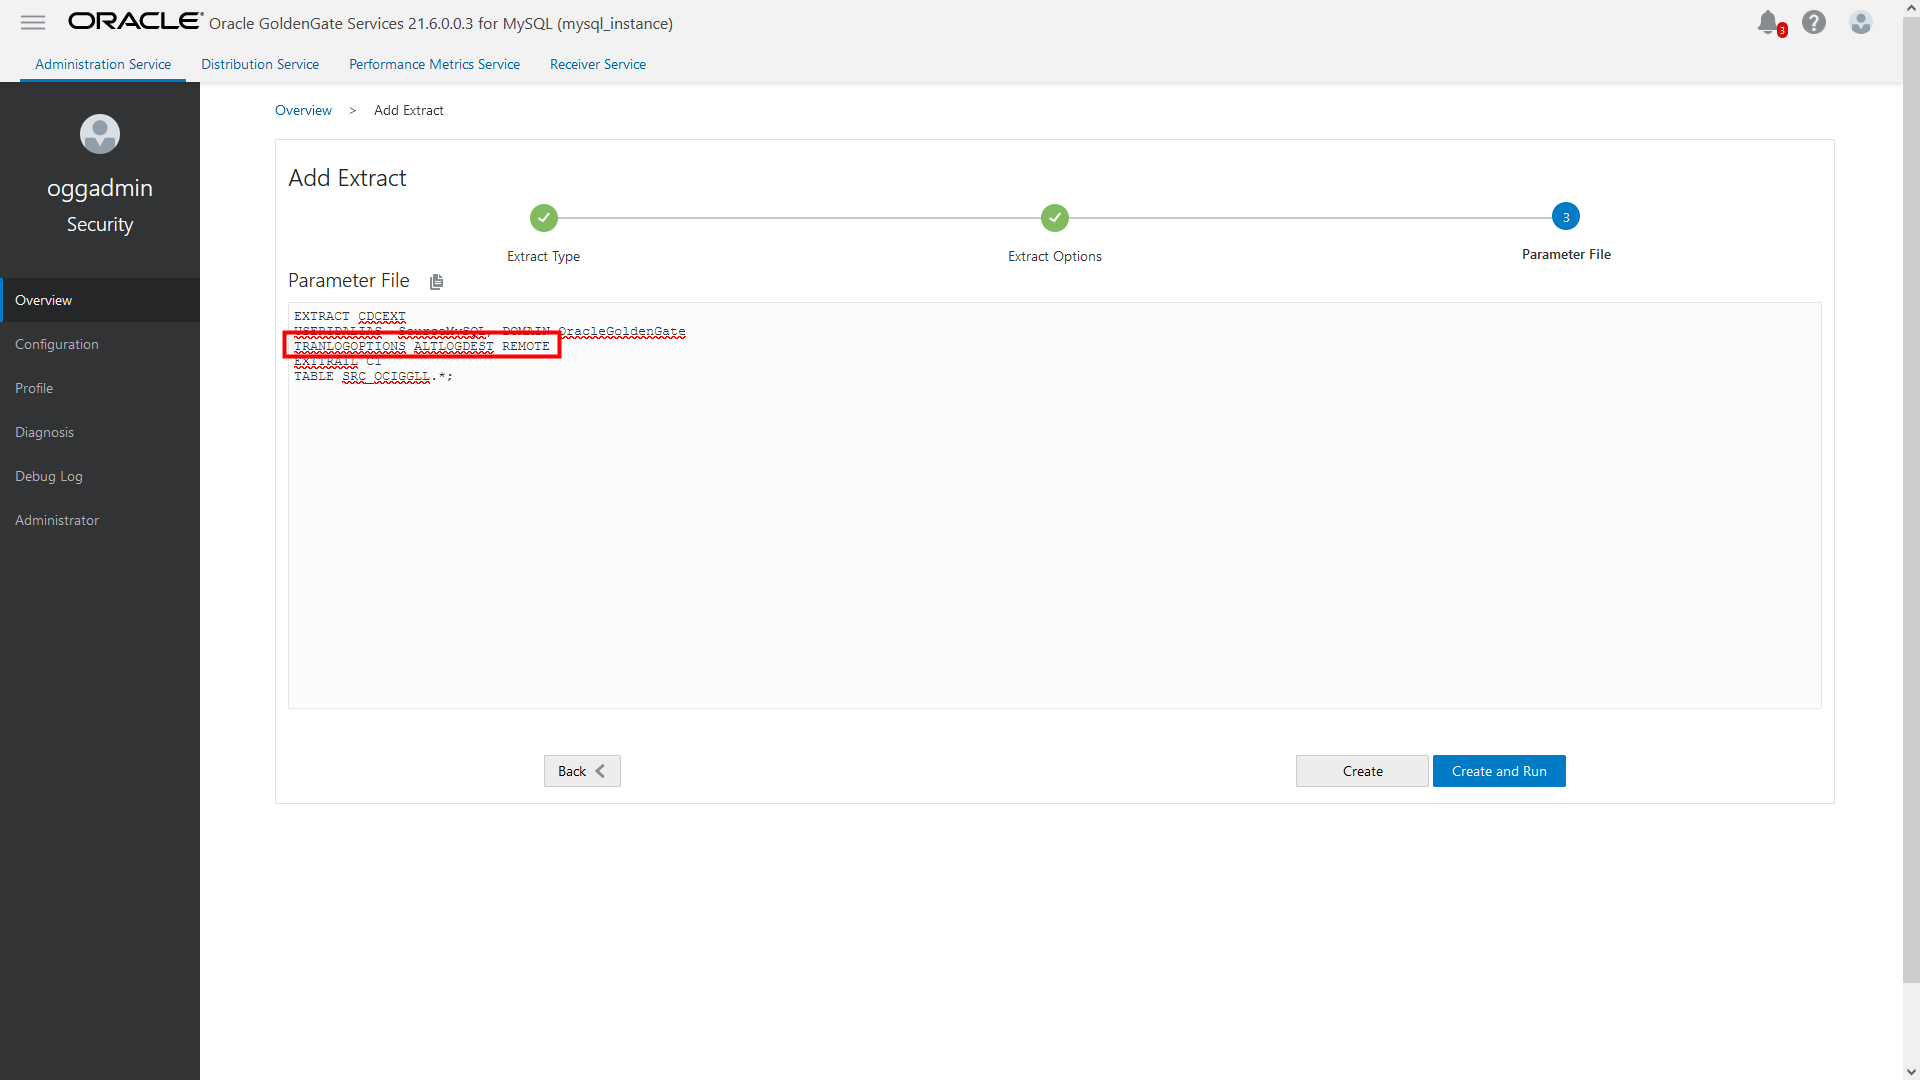 ORACLE® Oracle GoldenGate Services 21.6.0.0.3 for MySQL (mysql_instance)
3
?
Administration Service
Distribution Service
Performance Metrics Service
Receiver Service
oggadmin
Security
Overview
Configuration
Profile
Diagnosis
Debug Log
Administrator
Overview > Add Extract
Add Extract
3
Extract Type
Extract Options
Parameter File
Parameter File
EXTRACT CDCEXT
USERIDALIAS SourceMySQL, DOMAIN OracleGoldenGate
TRANLOGOPTIONS ALTLOGDEST REMOTE
EXTTRAIL C1
TABLE SRC_OCIGGLL.*;
Back
Create
Create and Run